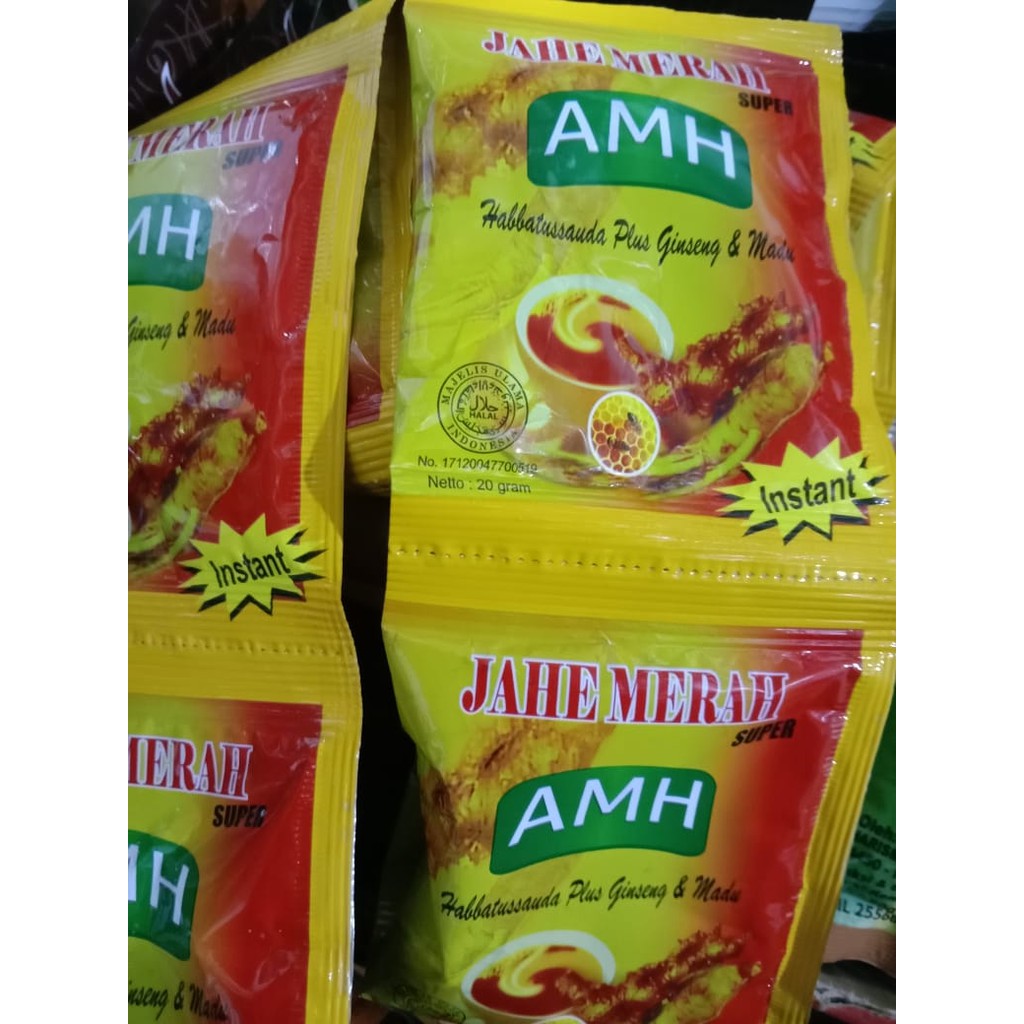 JAHE MERAH
SUPER
AMH
Habbatussauda Plus Ginseng & Madu
MAJELIS ULAMA
حلال
HALAL
INDONESIA
No. 17120047700519
Netto : 20 gram
Instant
MERAH
SUPER
MH
Ginseng & Madu
Instant
JAHE MERAH
SUPER
AMH
Habbatussauda Plus Ginseng & Madu
MERAH
SUPER
Ginseng & Madu